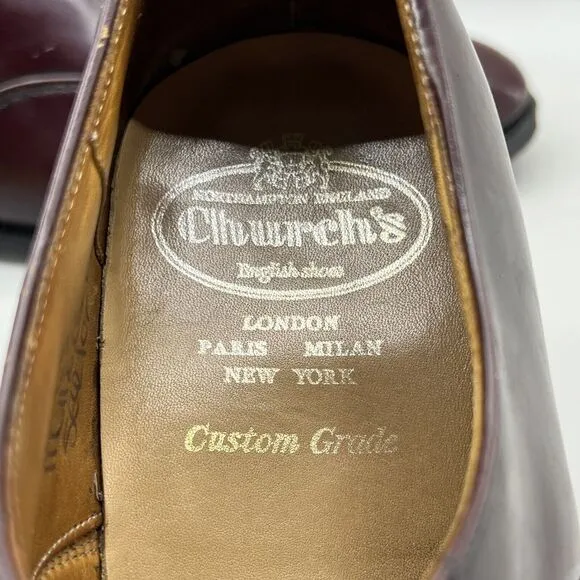 NORTHAMPTON ENGLAND
Church's
English shoes
LONDON
PARIS MILAN
NEW YORK
Custom Grade